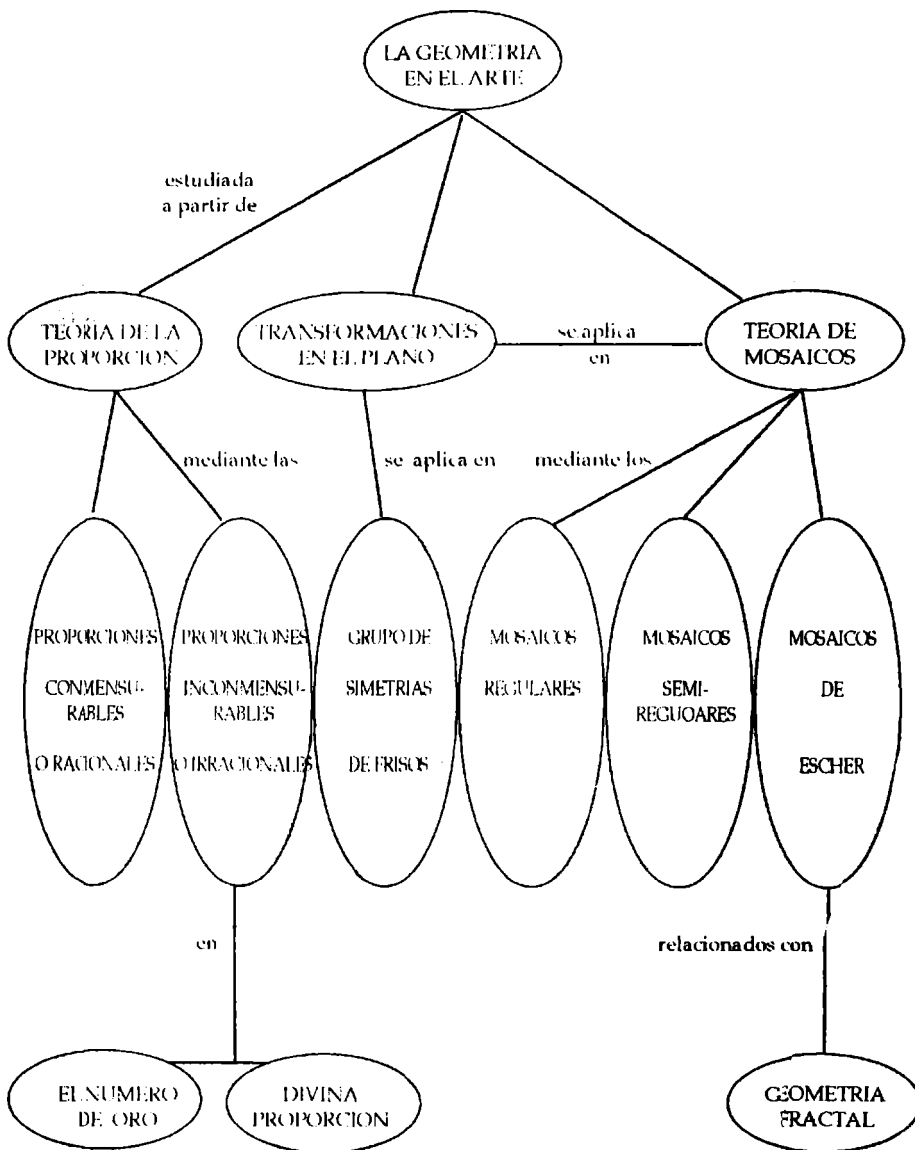 LA GEOMETRIA
EN EL ARTE
estudiada
a partir de
TEORIA DE LA
PROPORCION
TRANSFORMACIONES
EN EL PLANO
se aplica
en
TEORIA DE
MOSAICOS
mediante las
se aplica en
mediante los
PROPORCIONES
CONMENSU-
RABLES
O RACIONALES
PROPORCIONES
INCONMENSU-
RABLES
O IRRACIONALES
GRUPO DE
SIMETRIAS
DE FRISOS
MOSAICOS
REGULARES
MOSAICOS
SEMI-
REGUOARES
MOSAICOS
DE
ESCHER
en
relacionados con
EL NUMERO
DE ORO
DIVINA
PROPORCION
GEOMETRIA
FRACTAL